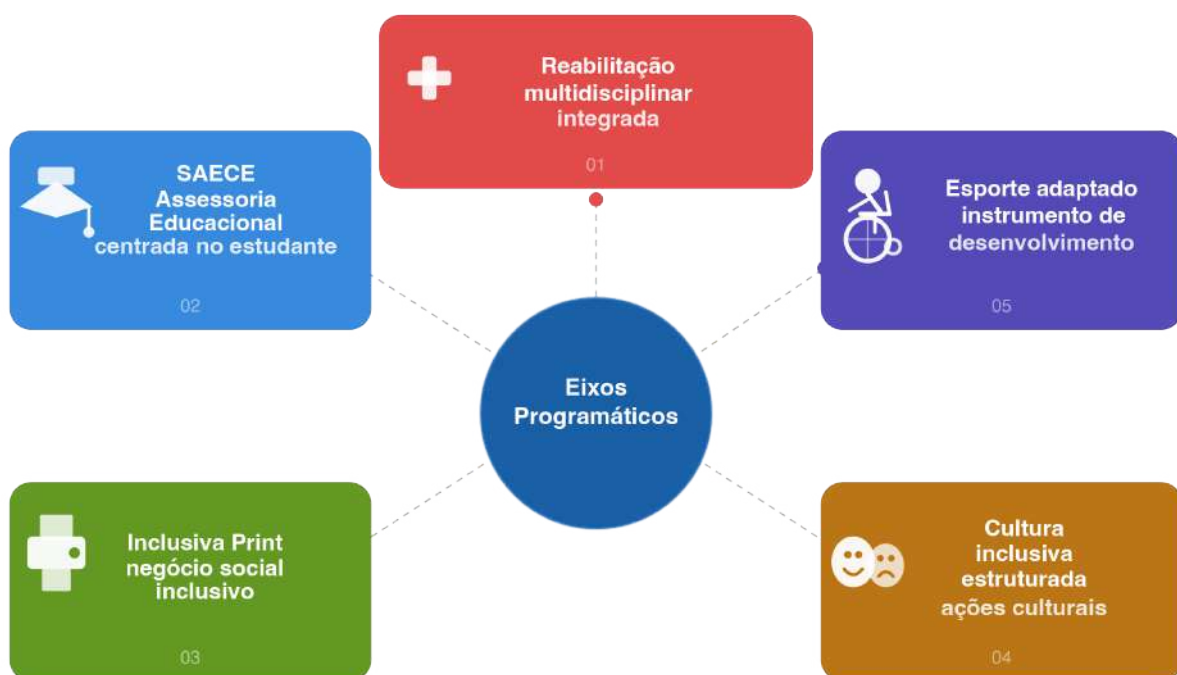 Reabilitação
multidisciplinar
integrada
01
SAECE
Assessoria
Educacional
centrada no estudante
02
Esporte adaptado
instrumento de
desenvolvimento
05
Eixos
Programáticos
Inclusiva Print
negócio social
inclusivo
03
Cultura
inclusiva
estruturada
ações culturais
04